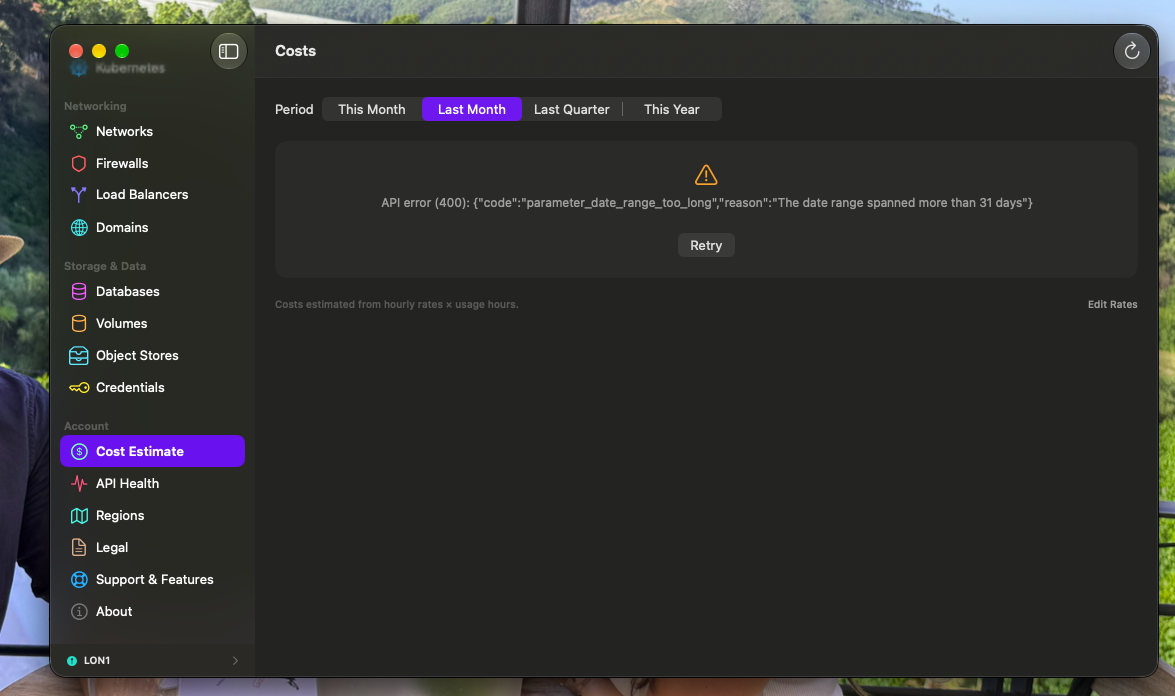 Costs
Kubernetes
Networking
Networks
Firewalls
Load Balancers
Domains
Storage & Data
Databases
Volumes
Object Stores
Credentials
Account
Cost Estimate
API Health
Regions
Legal
Support & Features
About
LON1
Period This Month Last Month Last Quarter This Year
API error (400): {"code":"parameter_date_range_too_long","reason":"The date range spanned more than 31 days"}
Retry
Costs estimated from hourly rates × usage hours. Edit Rates